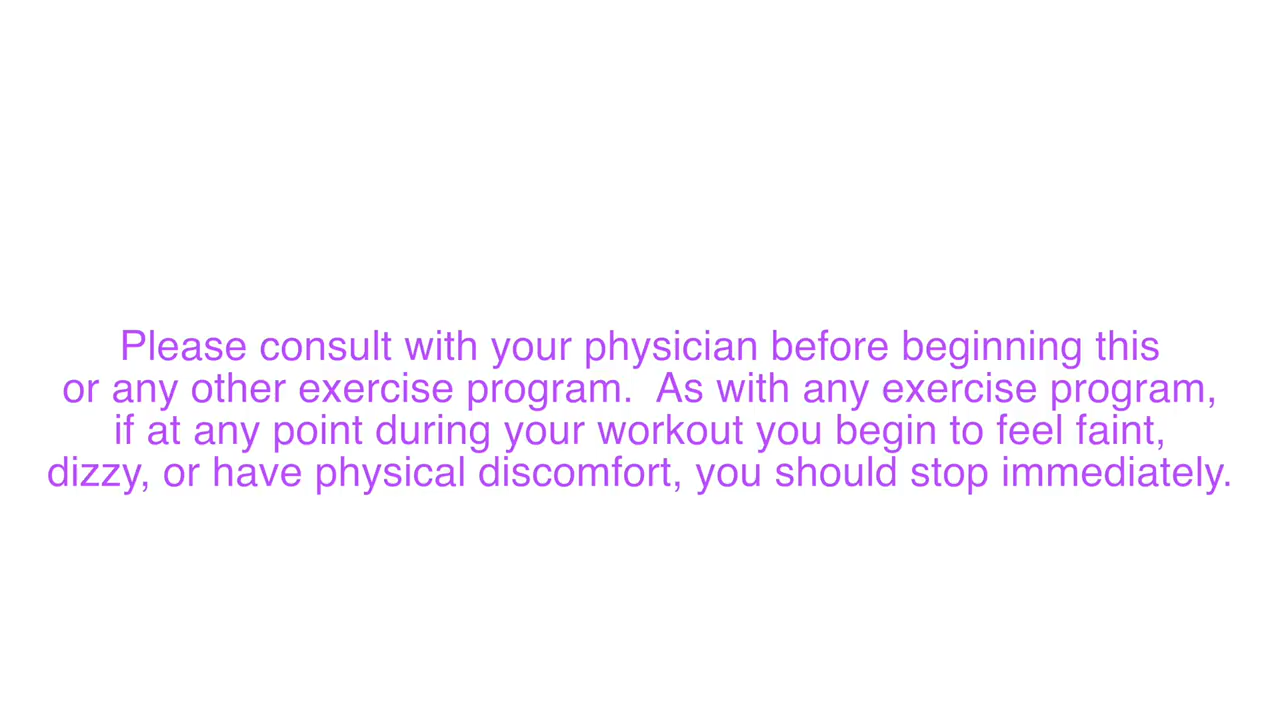 Please consult with your physician before beginning this
or any other exercise program.  As with any exercise program,
if at any point during your workout you begin to feel faint,
dizzy, or have physical discomfort, you should stop immediately.